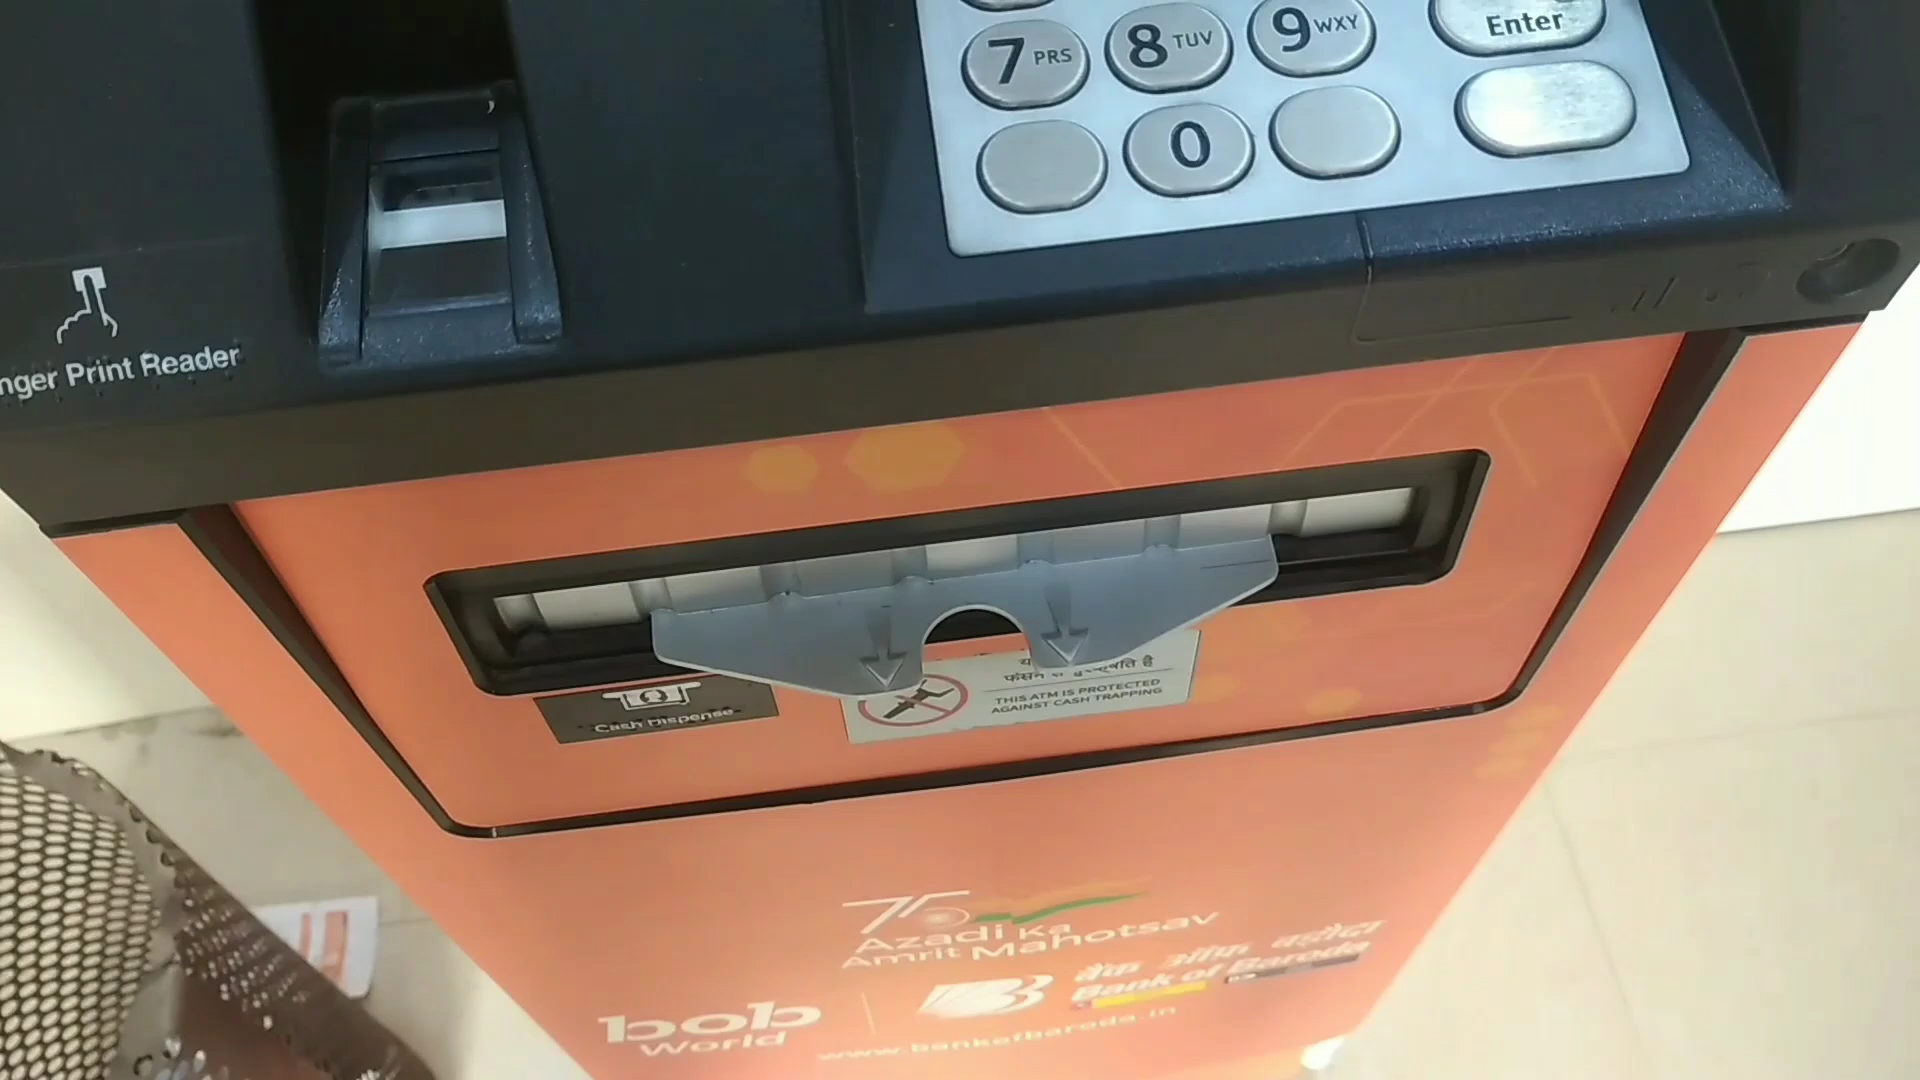 7 PRS 8 TUV 9 WXY Enter
0
nger Print Reader
Cash Dispense
THIS ATM IS PROTECTED
AGAINST CASH TRAPPING
75
Azadi Ka
Amrit Mahotsav
bob
World
बैंक ऑफ़ बड़ौदा
Bank of Baroda
www.bankofbaroda.in